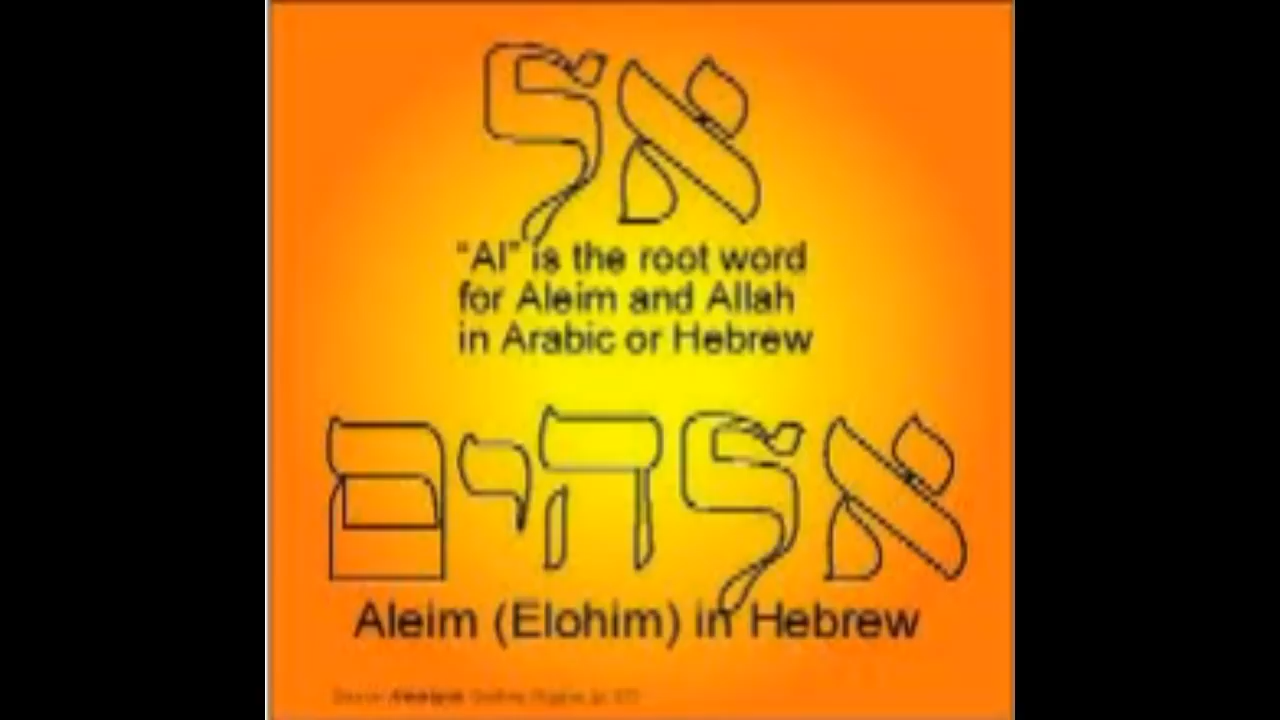 אל
“Al” is the root word
for Aleim and Allah
in Arabic or Hebrew
אלהים
Aleim (Elohim) in Hebrew